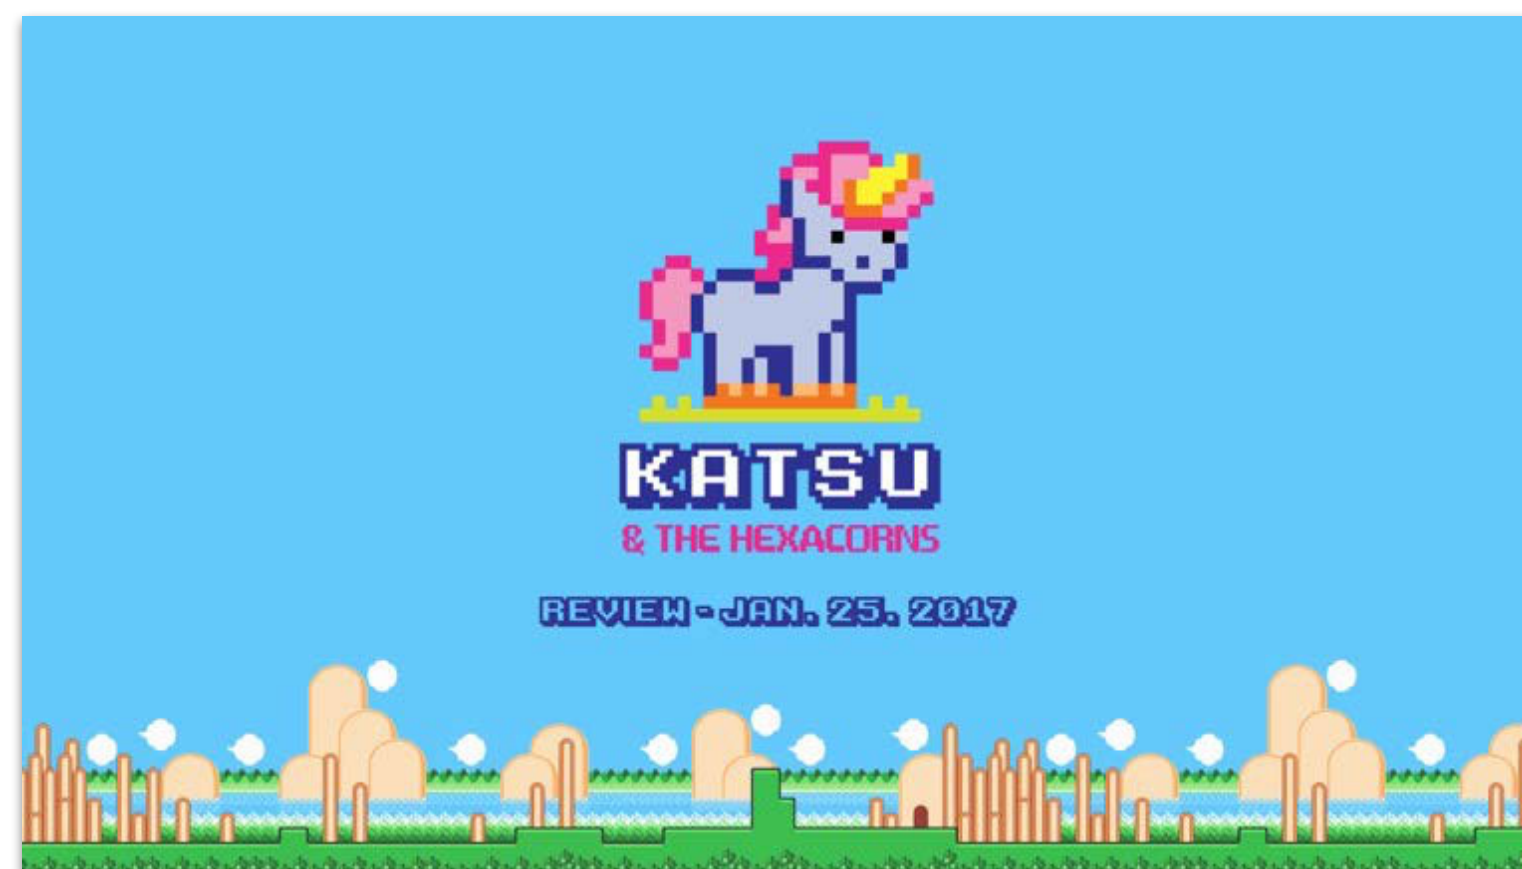 KATSU
& THE HEXACORNS
REVIEW - JAN. 25. 2017